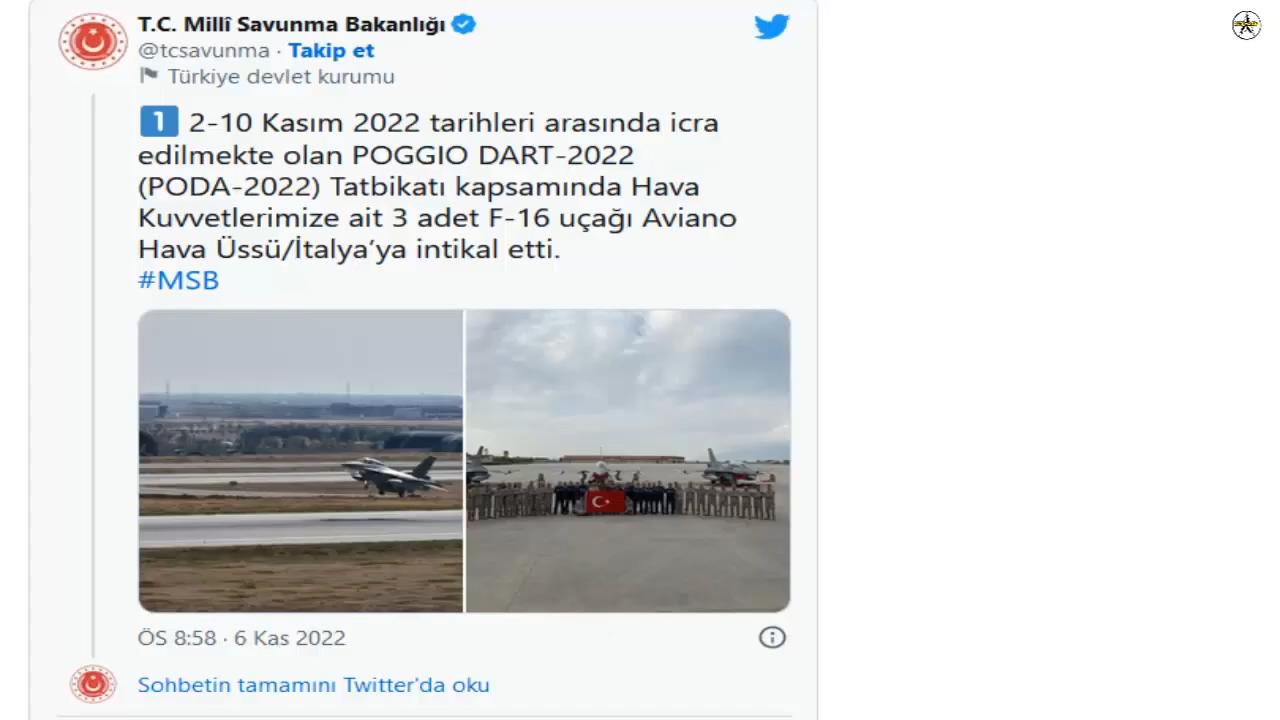 T.C. Millî Savunma Bakanlığı
@tcsavunma · Takip et
Türkiye devlet kurumu
1 2-10 Kasım 2022 tarihleri arasında icra
edilmekte olan POGGIO DART-2022
(PODA-2022) Tatbikatı kapsamında Hava
Kuvvetlerimize ait 3 adet F-16 uçağı Aviano
Hava Üssü/İtalya’ya intikal etti.
#MSB
ÖS 8:58 · 6 Kas 2022
Sohbetin tamamını Twitter'da oku